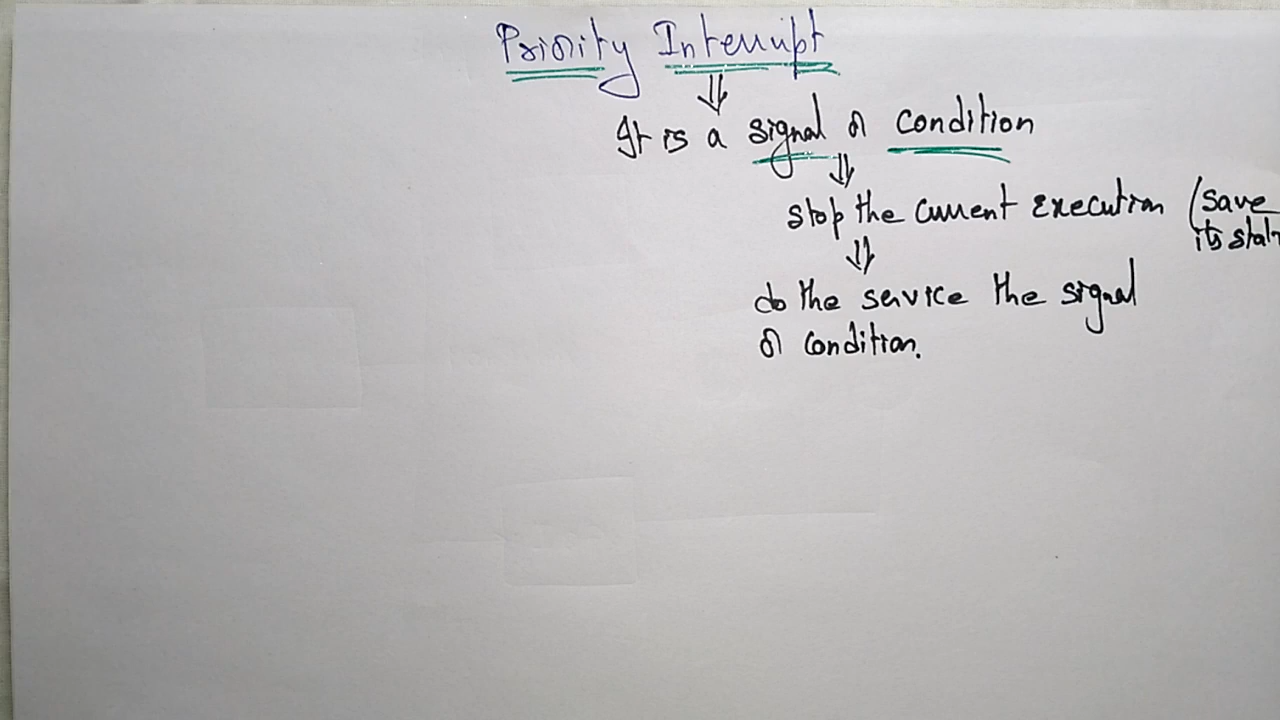 Priority Interrupt
⇓
It is a signal or condition
⇓
stop the current execution (save
its stat
⇓
do the service the signal
or condition.